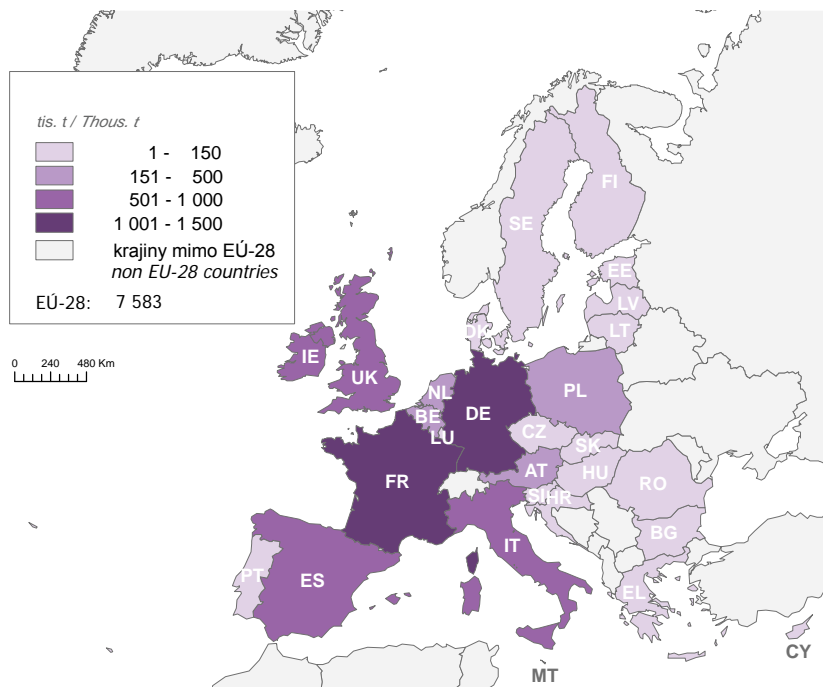 tis. t / Thous. t
1 - 150
151 - 500
501 - 1 000
1 001 - 1 500
krajiny mimo EÚ-28
non EU-28 countries
EÚ-28: 7 583
0 240 480 Km
FI
SE
EE
LV
LT
DK
IE
UK
NL
PL
BE
DE
LU
CZ
SK
AT
HU
FR
RO
SI
HR
BG
IT
PT
ES
EL
CY
MT